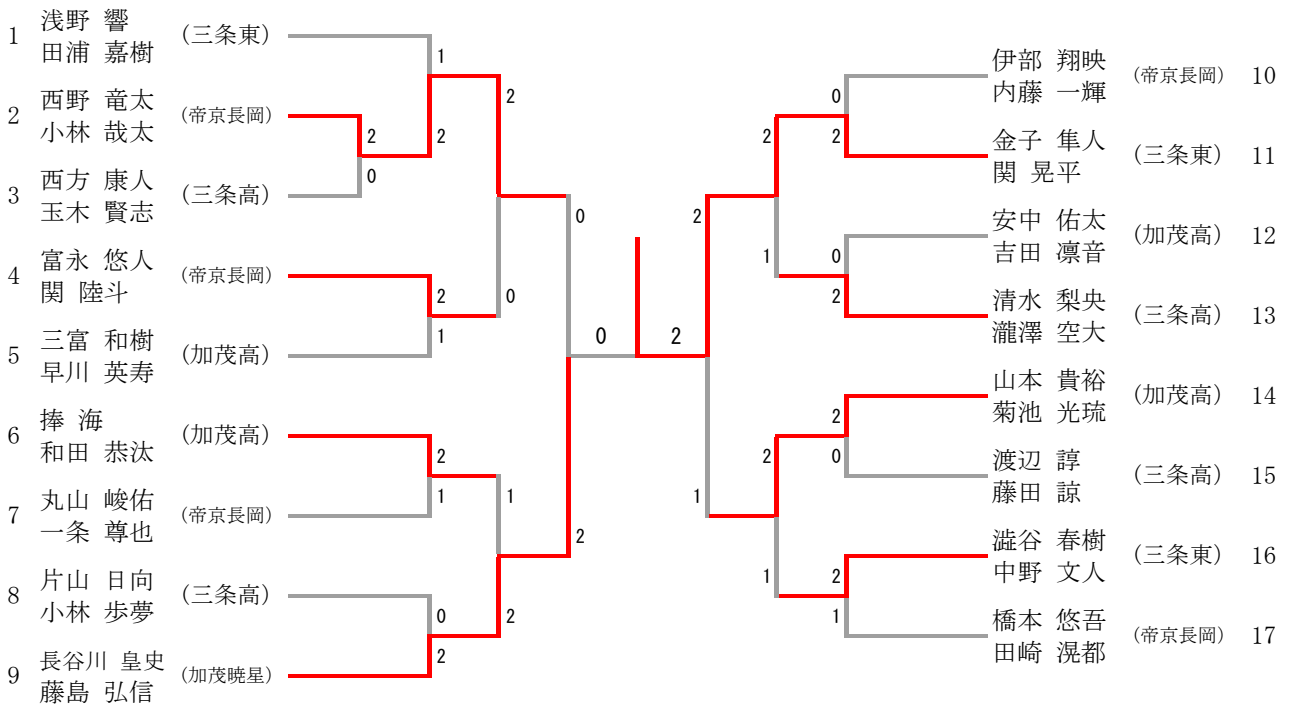 1 浅野 響 (三条東)
田浦 嘉樹
1
2 西野 竜太 (帝京長岡)
小林 哉太
2
2
2
0
3 西方 康人 (三条高)
玉木 賢志
0
4 富永 悠人 (帝京長岡)
関 陸斗
2
0
1
5 三富 和樹 (加茂高)
早川 英寿
0
6 捧 海 (加茂高)
和田 恭汰
2
1
1
7 丸山 峻佑 (帝京長岡)
一条 尊也
2
8 片山 日向 (三条高)
小林 歩夢
0
2
2
9 長谷川 皇史 (加茂暁星)
藤島 弘信
2
伊部 翔映 (帝京長岡) 10
内藤 一輝
0
2
2
金子 隼人 (三条東) 11
関 晃平
2
安中 佑太 (加茂高) 12
吉田 凛音
1
0
2
清水 梨央 (三条高) 13
瀧澤 空大
山本 貴裕 (加茂高) 14
菊池 光琉
2
2
0
渡辺 諄 (三条高) 15
藤田 諒
1
澁谷 春樹 (三条東) 16
中野 文人
1
2
1
橋本 悠吾 (帝京長岡) 17
田崎 滉都